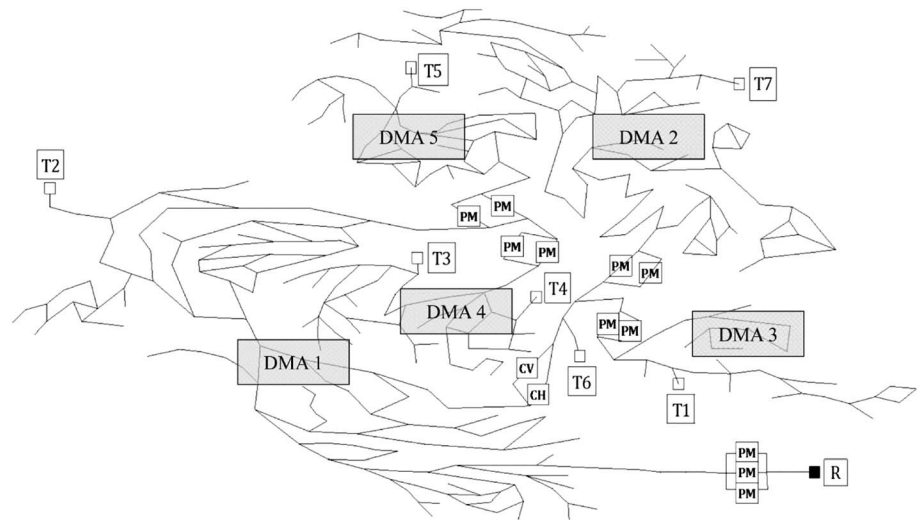 T5
T7
DMA 5
DMA 2
T2
PM
PM
PM
PM
T3
PM
PM
T4
DMA 4
PM
PM
DMA 3
DMA 1
CV
CH
T6
T1
PM
PM
PM
R